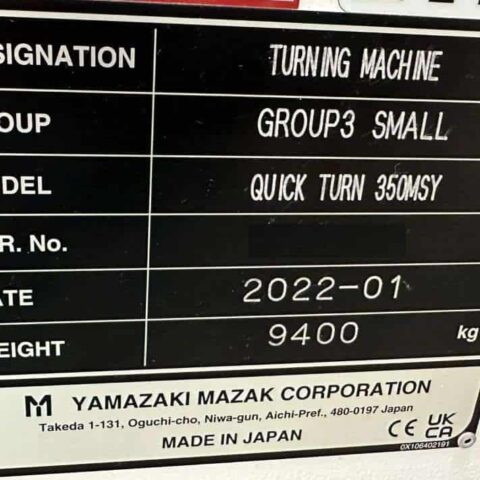 SIGNATION TURNING MACHINE
OUP GROUP3 SMALL
DEL QUICK TURN 350MSY
R. No.
ATE 2022-01
EIGHT 9400 kg
YAMAZAKI MAZAK CORPORATION
Takeda 1-131, Oguchi-cho, Niwa-gun, Aichi-Pref., 480-0197 Japan
MADE IN JAPAN
CE UK CA
0X106402191